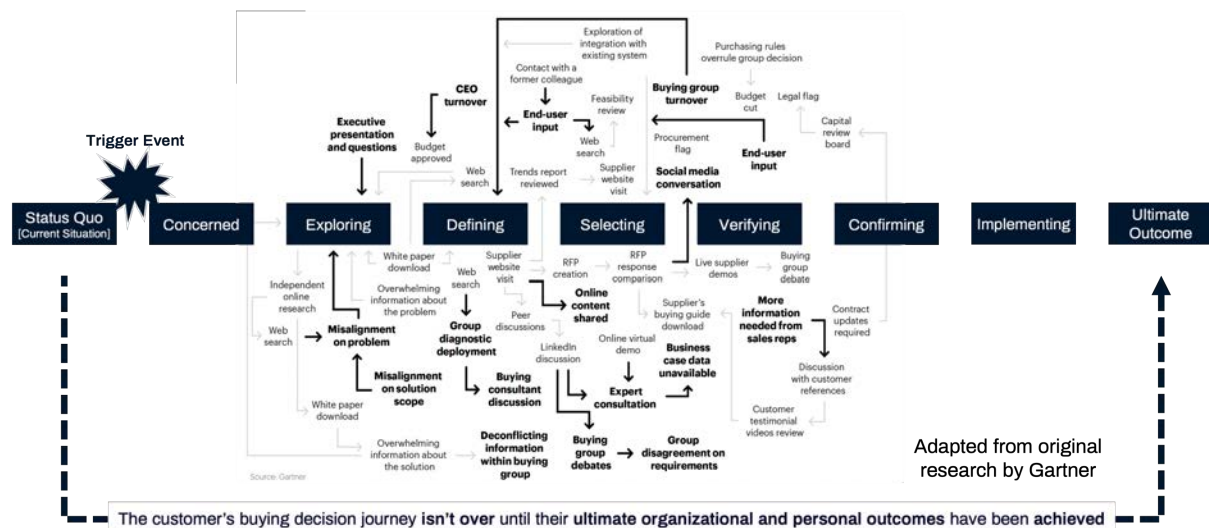 Exploration of
integration with
existing system
Purchasing rules
overrule group decision
Contact with a
former colleague
CEO
turnover
Buying group
turnover
Feasibility
review
Budget
cut
Legal flag
End-user
input
Executive
presentation
and questions
Capital
review
board
Trigger Event
Budget
approved
Web
search
Procurement
flag
End-user
input
Web
search
Trends report
reviewed
Supplier
website
visit
Social media
conversation
Status Quo
[Current Situation]
Concerned
Exploring
Defining
Selecting
Verifying
Confirming
Implementing
Ultimate
Outcome
White paper
download
Web
search
Supplier
website
visit
RFP
creation
RFP
response
comparison
Live supplier
demos
Buying
group
debate
Independent
online
research
Overwhelming
information about
the problem
Online
content
shared
Supplier's
buying guide
download
More
information
needed from
sales reps
Contract
updates
required
Web
search
Misalignment
on problem
Group
diagnostic
deployment
Peer
discussions
LinkedIn
discussion
Online virtual
demo
Business
case data
unavailable
Misalignment
on solution
scope
Buying
consultant
discussion
Expert
consultation
Discussion
with customer
references
White paper
download
Customer
testimonial
videos review
Overwhelming
information about
the solution
Deconflicting
information
within buying
group
Buying
group
debates
Group
disagreement on
requirements
Adapted from original
research by Gartner
Source: Gartner
The customer's buying decision journey isn't over until their ultimate organizational and personal outcomes have been achieved